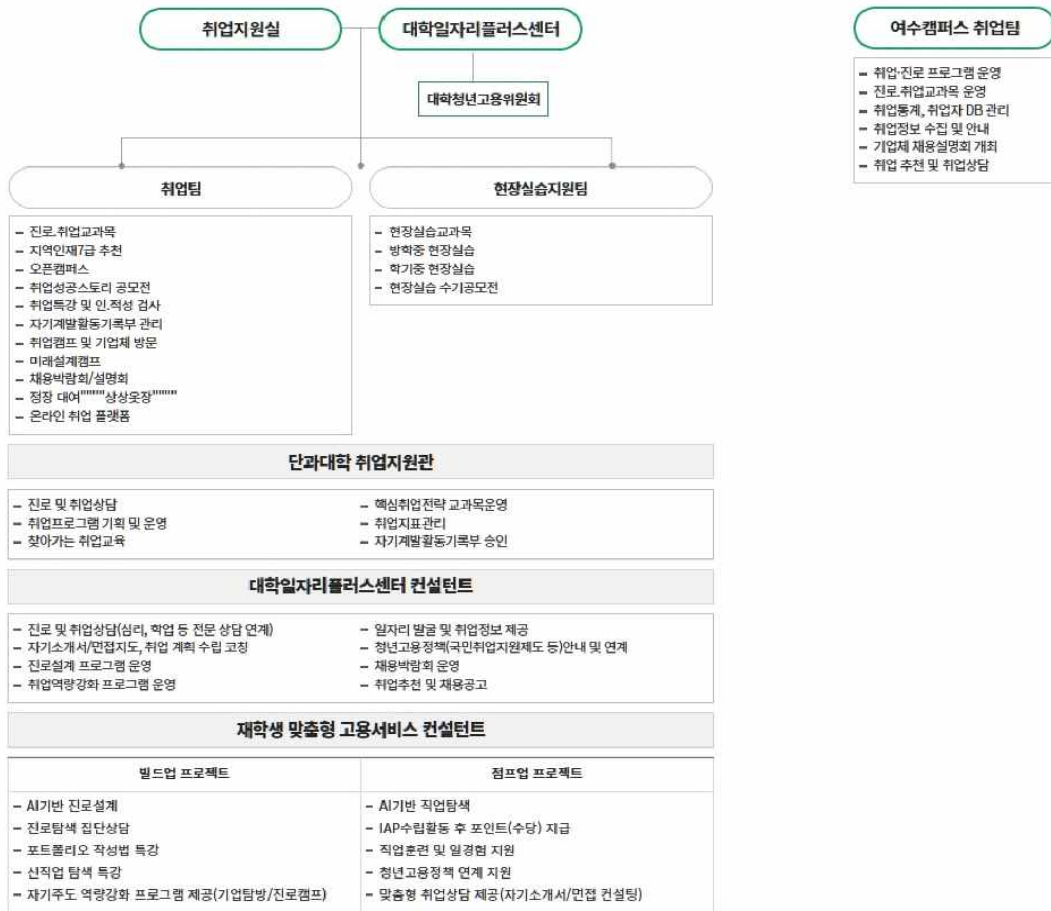 취업지원실
대학일자리플러스센터
대학청년고용위원회
여수캠퍼스 취업팀
– 취업·진로 프로그램 운영
– 진로.취업교과목 운영
– 취업통계, 취업자 DB 관리
– 취업정보 수집 및 안내
– 기업체 채용설명회 개최
– 취업 추천 및 취업상담
취업팀
– 진로.취업교과목
– 지역인재7급 추천
– 오픈캠퍼스
– 취업성공스토리 공모전
– 취업특강 및 인.적성 검사
– 자기계발활동기록부 관리
– 취업캠프 및 기업체 방문
– 미래설계캠프
– 채용박람회/설명회
– 정장 대여"""""상상옷장"""""
– 온라인 취업 플랫폼
현장실습지원팀
– 현장실습교과목
– 방학중 현장실습
– 학기중 현장실습
– 현장실습 수기공모전
단과대학 취업지원관
– 진로 및 취업상담
– 취업프로그램 기획 및 운영
– 찾아가는 취업교육
– 핵심취업전략 교과목운영
– 취업지표관리
– 자기계발활동기록부 승인
대학일자리플러스센터 컨설턴트
– 진로 및 취업상담(심리, 학업 등 전문 상담 연계)
– 자기소개서/면접지도, 취업 계획 수립 코칭
– 진로설계 프로그램 운영
– 취업역량강화 프로그램 운영
– 일자리 발굴 및 취업정보 제공
– 청년고용정책(국민취업지원제도 등)안내 및 연계
– 채용박람회 운영
– 취업추천 및 채용공고
재학생 맞춤형 고용서비스 컨설턴트
빌드업 프로젝트
– AI기반 진로설계
– 진로탐색 집단상담
– 포트폴리오 작성법 특강
– 신직업 탐색 특강
– 자기주도 역량강화 프로그램 제공(기업탐방/진로캠프)
점프업 프로젝트
– AI기반 직업탐색
– IAP수립활동 후 포인트(수당) 지급
– 직업훈련 및 일경험 지원
– 청년고용정책 연계 지원
– 맞춤형 취업상담 제공(자기소개서/면접 컨설팅)